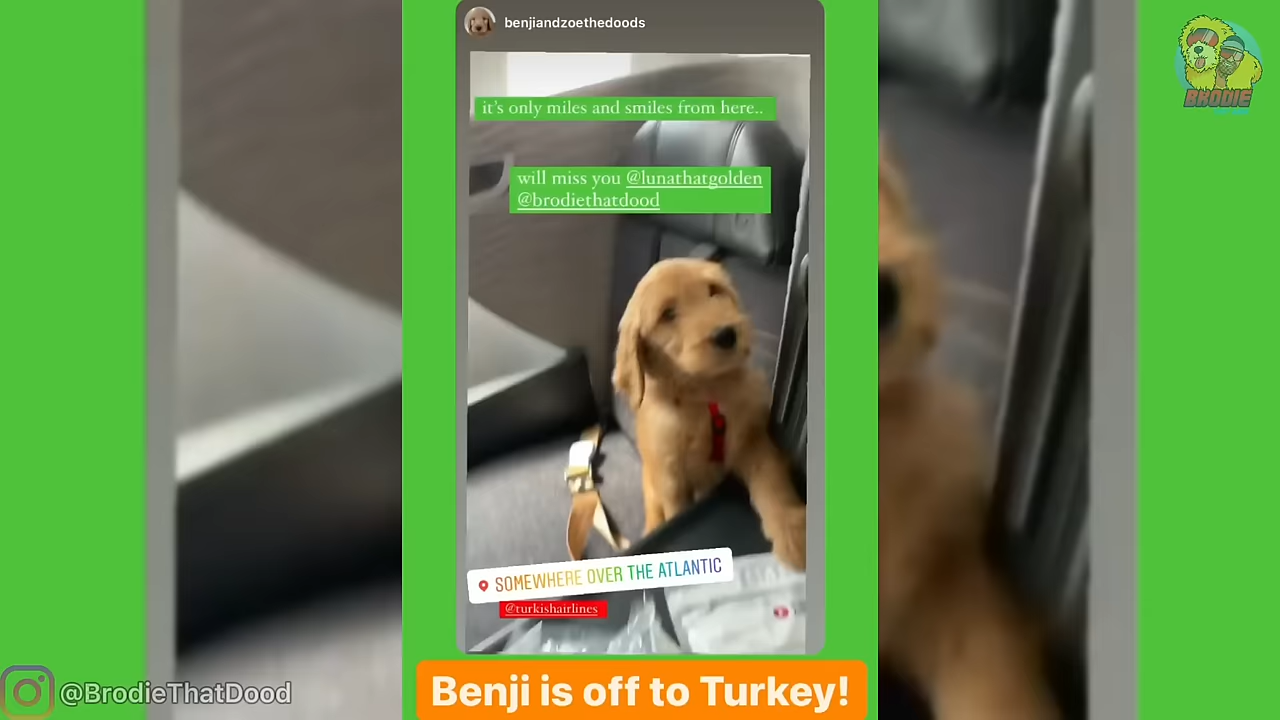 benjiandzoethedoods
it's only miles and smiles from here..
will miss you @lunathatgolden
@brodiethatdood
SOMEWHERE OVER THE ATLANTIC
@turkishairlines
Benji is off to Turkey!
@BrodieThatDood
BRODIE